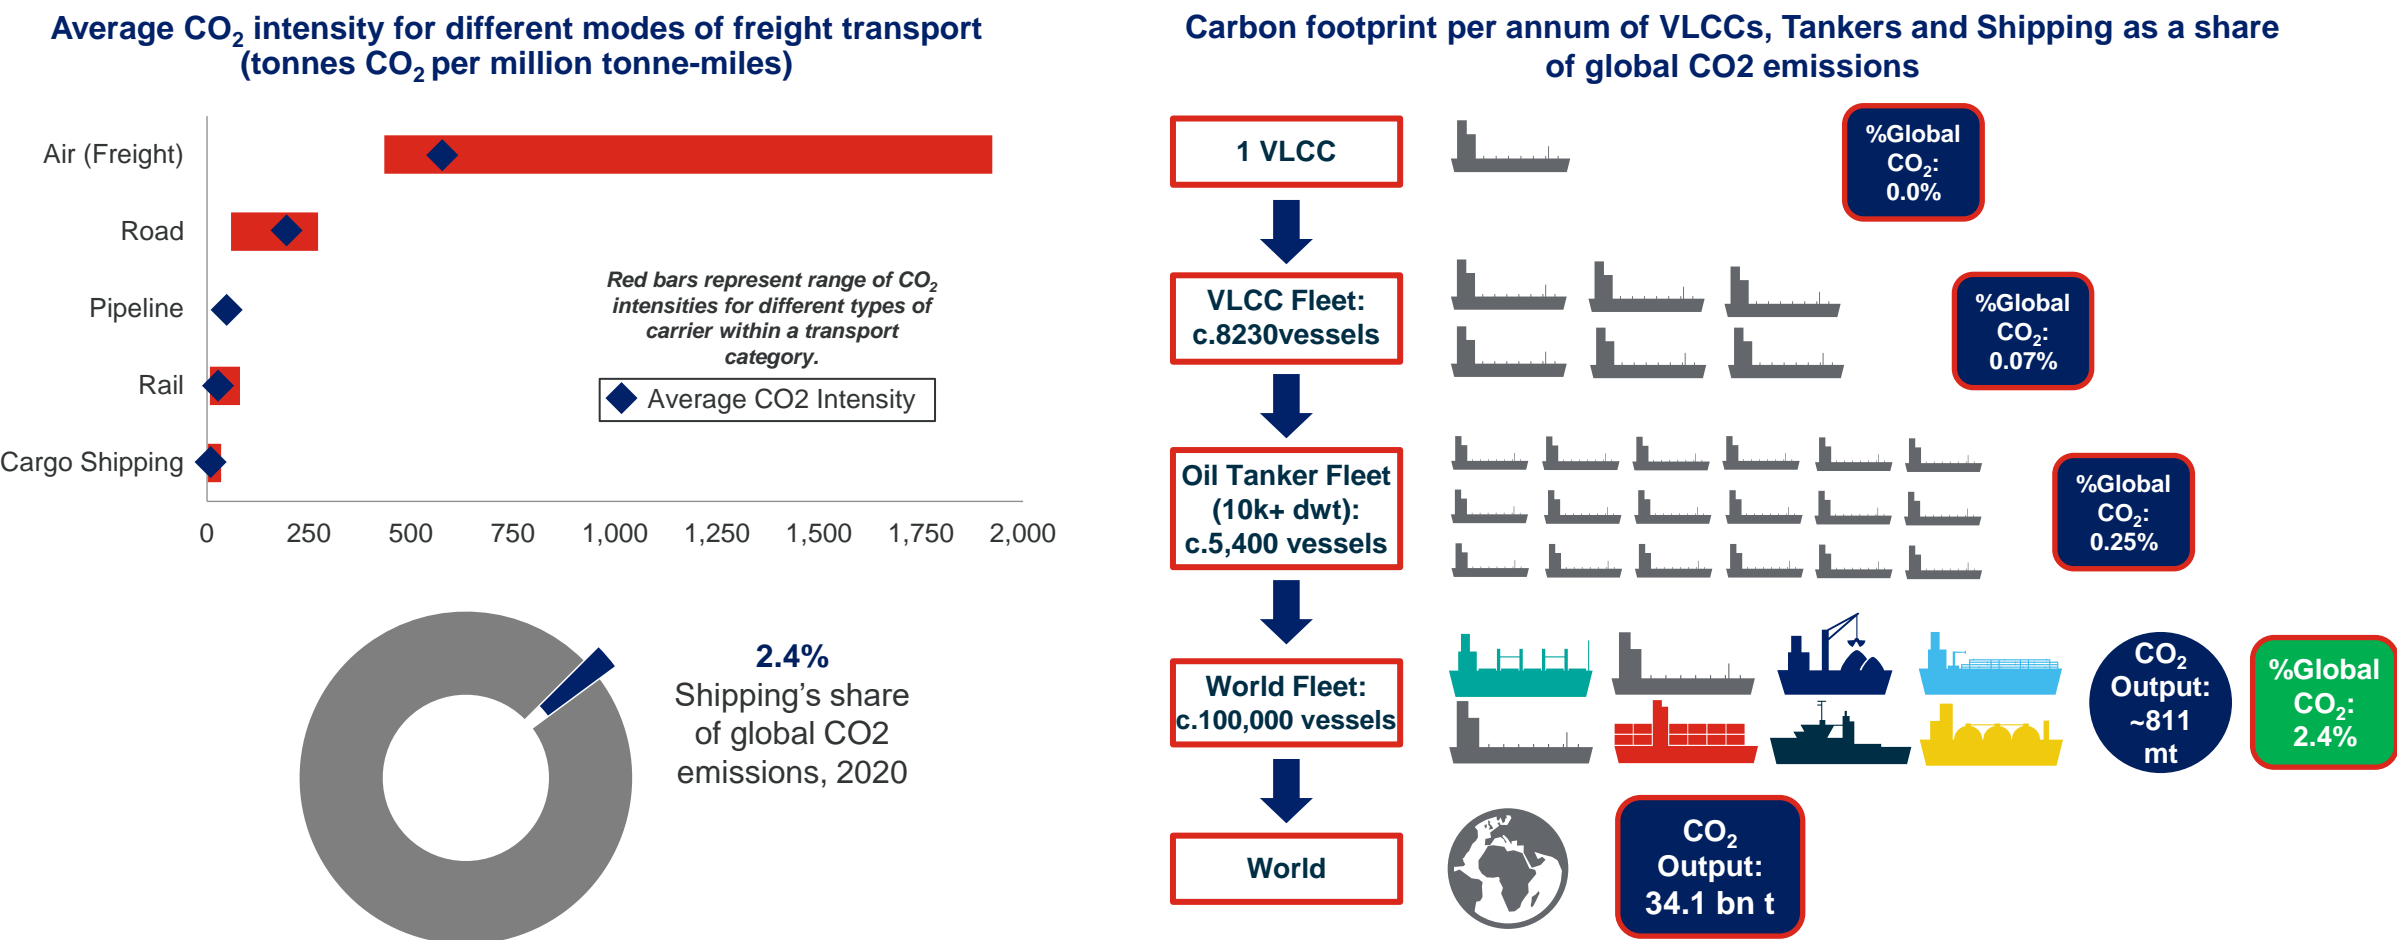 Average CO2 intensity for different modes of freight transport
(tonnes CO2 per million tonne-miles)
Air (Freight)
Road
Pipeline
Rail
Cargo Shipping
Red bars represent range of CO2
intensities for different types of
carrier within a transport
category.
Average CO2 Intensity
0 250 500 750 1,000 1,250 1,500 1,750 2,000
2.4%
Shipping's share
of global CO2
emissions, 2020
Carbon footprint per annum of VLCCs, Tankers and Shipping as a share
of global CO2 emissions
1 VLCC
%Global
CO2:
0.0%
VLCC Fleet:
c.8230vessels
%Global
CO2:
0.07%
Oil Tanker Fleet
(10k+ dwt):
c.5,400 vessels
%Global
CO2:
0.25%
World Fleet:
c.100,000 vessels
CO2
Output:
~811
mt
%Global
CO2:
2.4%
World
CO2
Output:
34.1 bn t